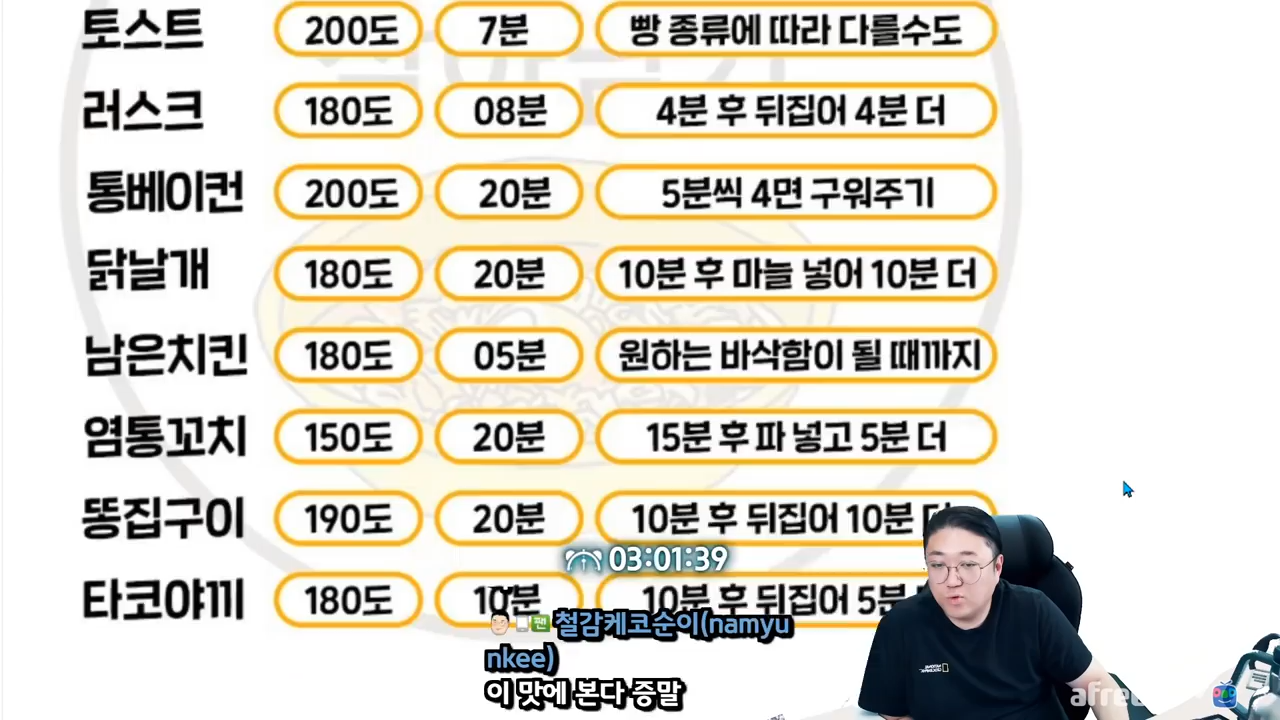 토스트 200도 7분 빵 종류에 따라 다를수도
러스크 180도 08분 4분 후 뒤집어 4분 더
통베이컨 200도 20분 5분씩 4면 구워주기
닭날개 180도 20분 10분 후 마늘 넣어 10분 더
남은치킨 180도 05분 원하는 바삭함이 될 때까지
염통꼬치 150도 20분 15분 후 파 넣고 5분 더
똥집구이 190도 20분 10분 후 뒤집어 10분
03:01:39
타코야끼 180도 10분 10분 후 뒤집어 5분
팬 철감케코순이(namyu
nkee)
이 맛에 본다 증말
afree